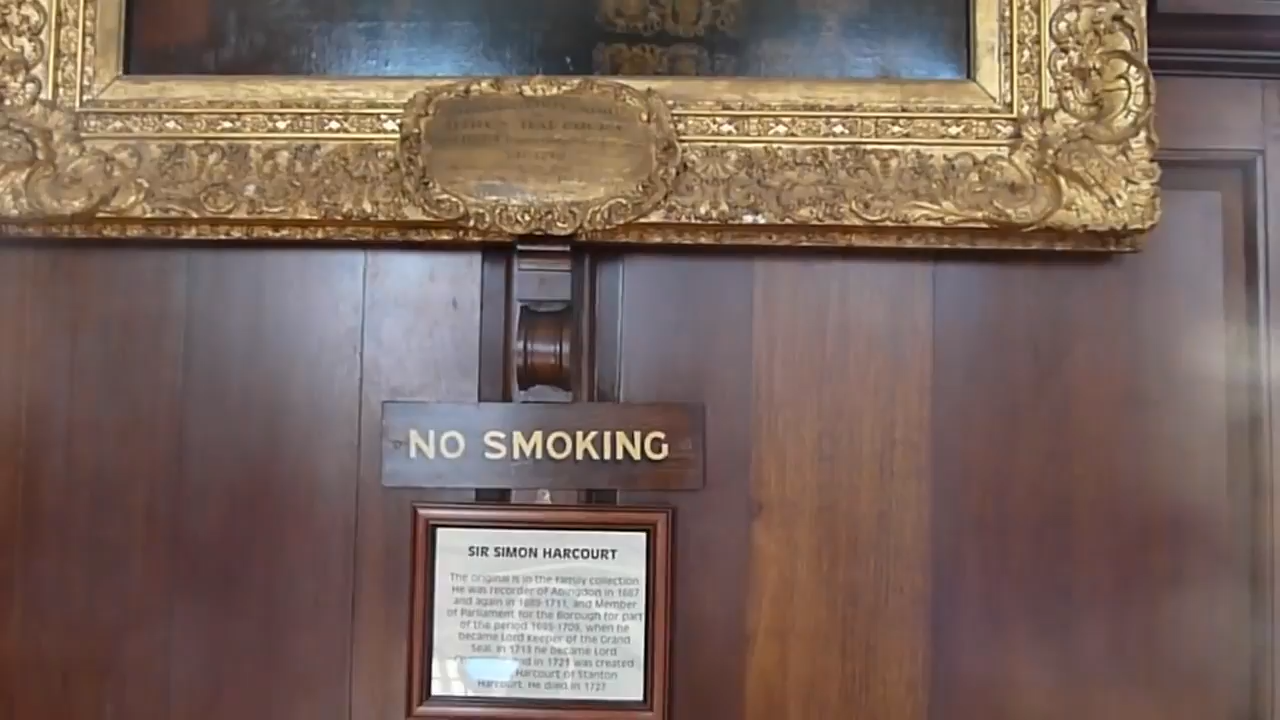 NO SMOKING
SIR SIMON HARCOURT
The original is in the family collection.
He was recorder of Abingdon in 1687
and again in 1689-1711, and Member
of Parliament for the Borough for part
of the period 1695-1709, when he
became Lord Keeper of the Grand
Seal. In 1713 he became Lord
and in 1721 was created
Harcourt of Stanton
Harcourt. He died in 1727